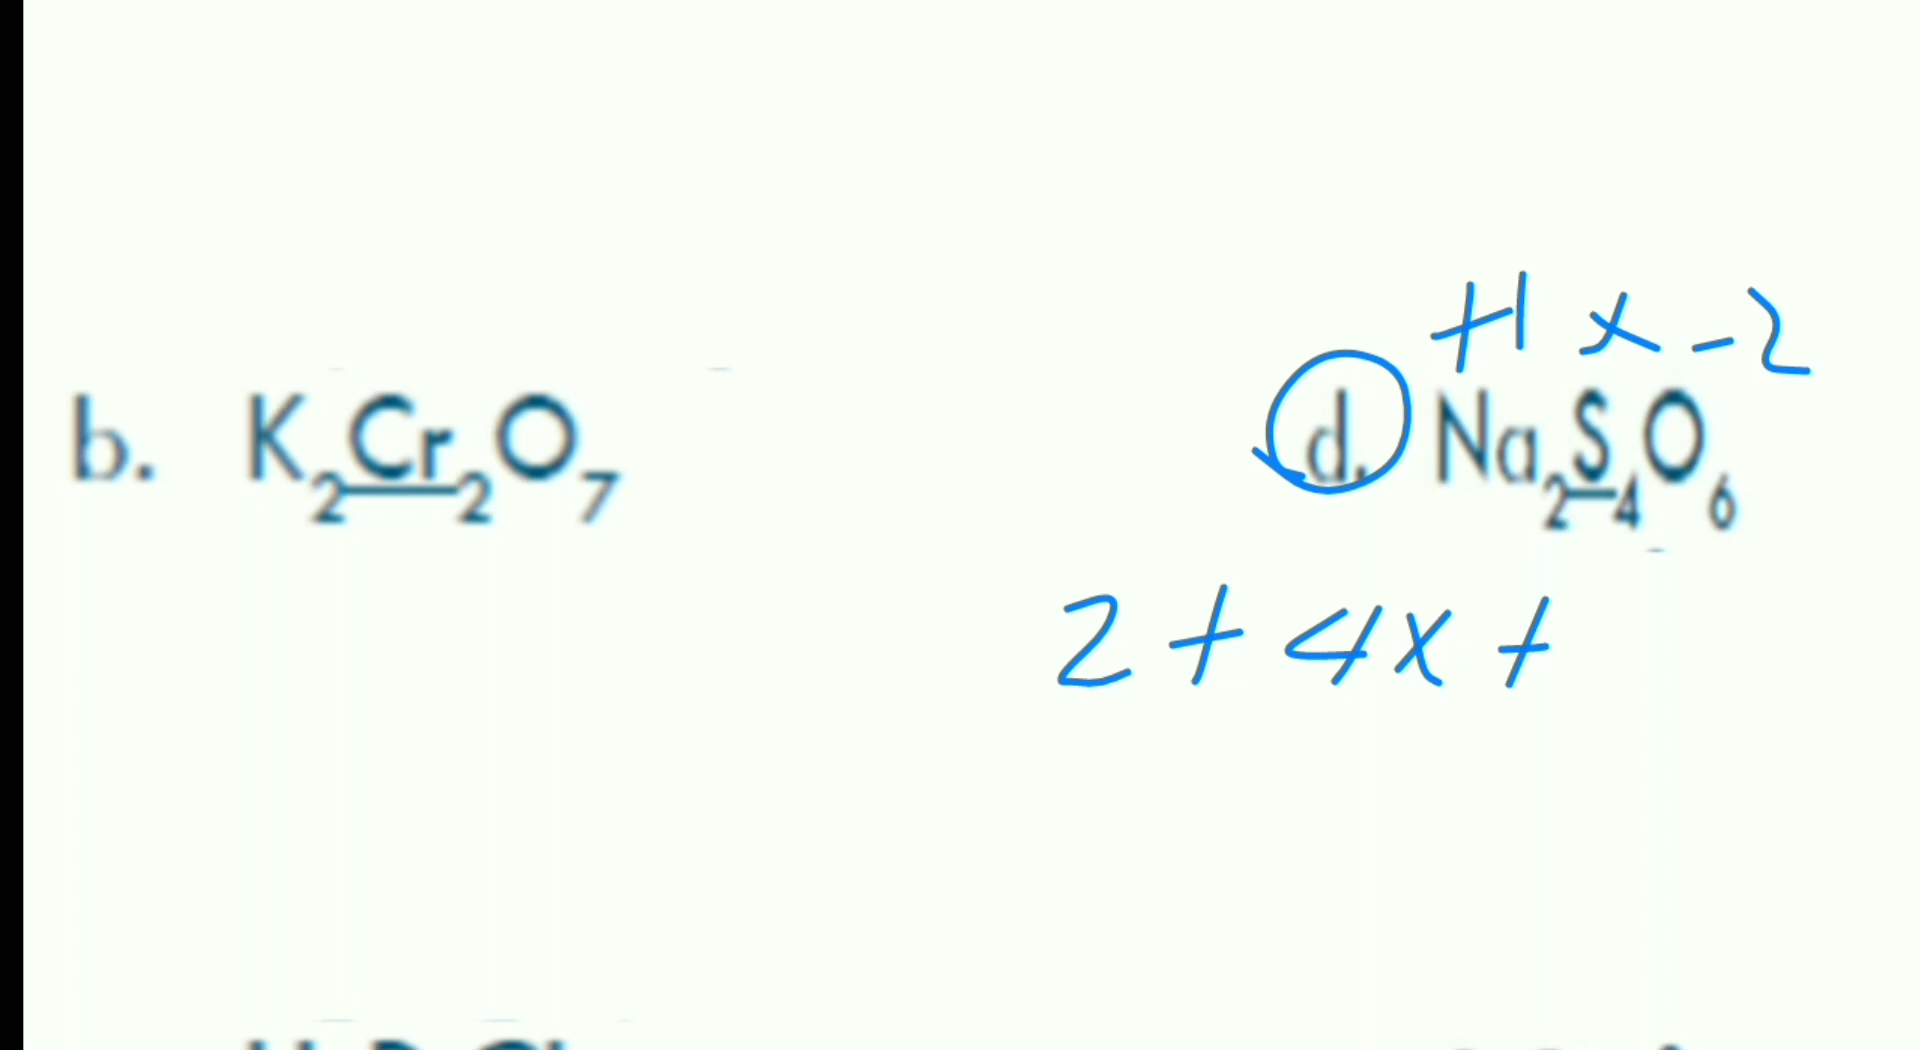 +1 x -2
b. K₂Cr₂O₇ d. Na₂S₄O₆
2 + 4x +